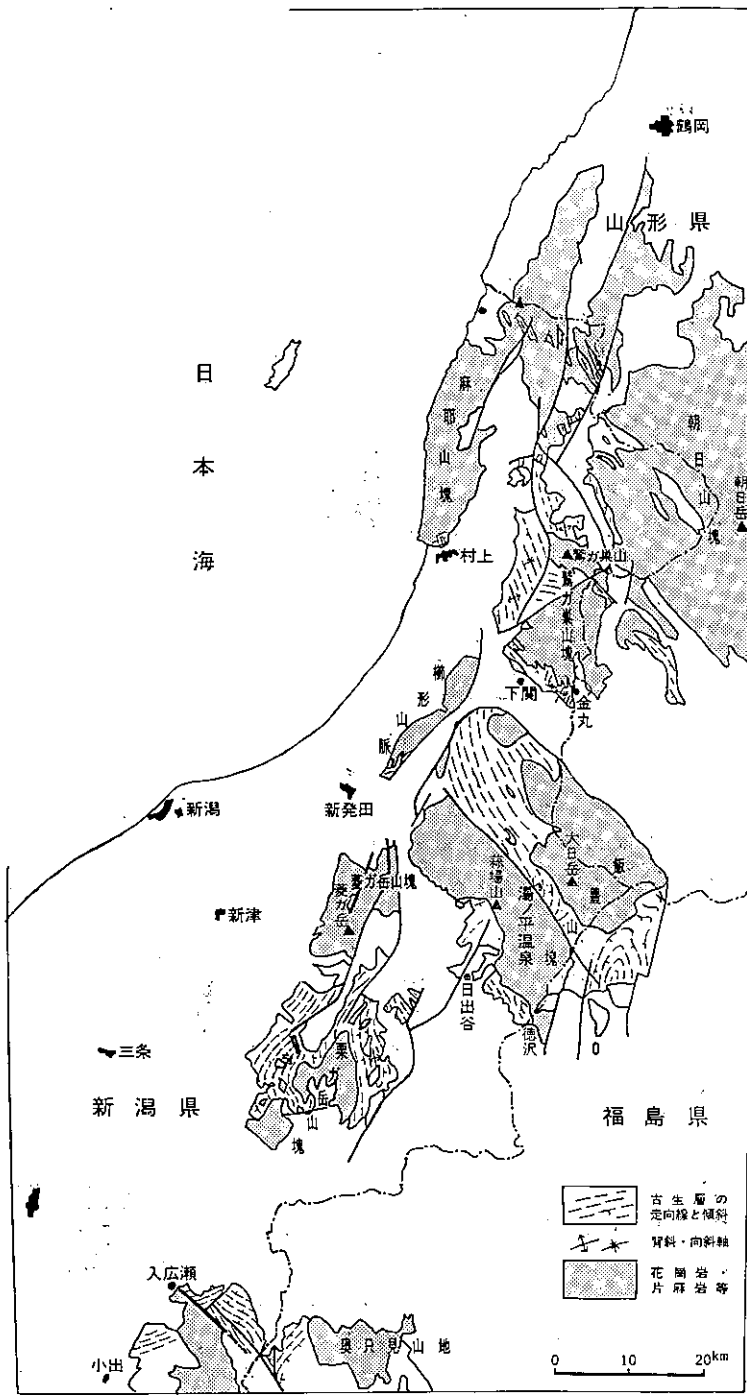 鶴岡
山形県
日本海
麻耶山塊
朝日山塊
朝日岳
村上
鷲ガ巣山
鷲ガ巣山塊
下関
金丸
櫛形山脈
新潟
新発田
大日岳
飯豊山塊
蒜場山
湯ノ平温泉
菱ガ岳山塊
菱ガ岳
新津
日出谷
徳沢
三条
粟ガ岳山塊
新潟県
福島県
古生層の
走向線と傾斜
背斜・向斜軸
花崗岩・
片麻岩等
入広瀬
奥只見山地
小出
0 10 20km